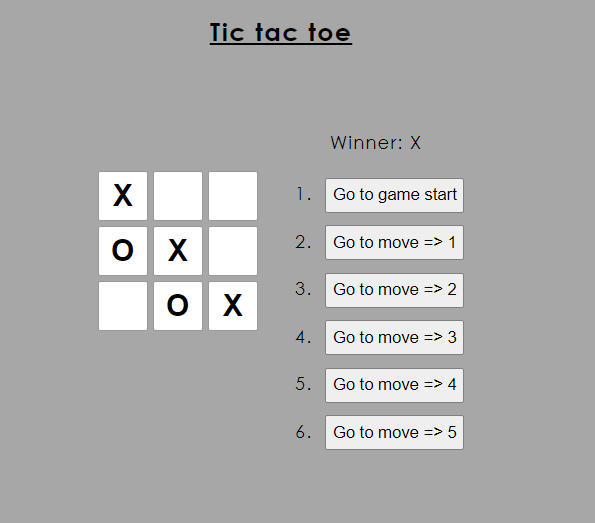 Tic tac toe
Winner: X
X
O X
O X
1. Go to game start
2. Go to move => 1
3. Go to move => 2
4. Go to move => 3
5. Go to move => 4
6. Go to move => 5